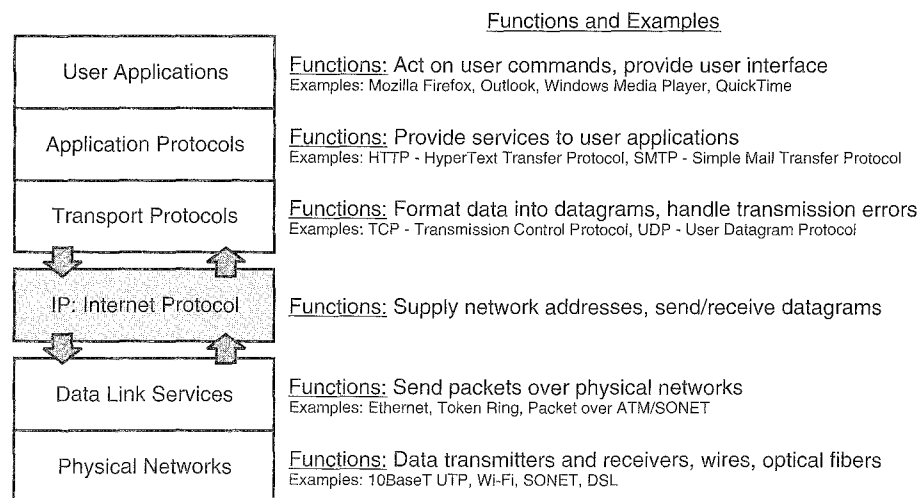 Functions and Examples
User Applications
Functions: Act on user commands, provide user interface
Examples: Mozilla Firefox, Outlook, Windows Media Player, QuickTime
Application Protocols
Functions: Provide services to user applications
Examples: HTTP - HyperText Transfer Protocol, SMTP - Simple Mail Transfer Protocol
Transport Protocols
Functions: Format data into datagrams, handle transmission errors
Examples: TCP - Transmission Control Protocol, UDP - User Datagram Protocol
IP: Internet Protocol
Functions: Supply network addresses, send/receive datagrams
Data Link Services
Functions: Send packets over physical networks
Examples: Ethernet, Token Ring, Packet over ATM/SONET
Physical Networks
Functions: Data transmitters and receivers, wires, optical fibers
Examples: 10BaseT UTP, Wi-Fi, SONET, DSL